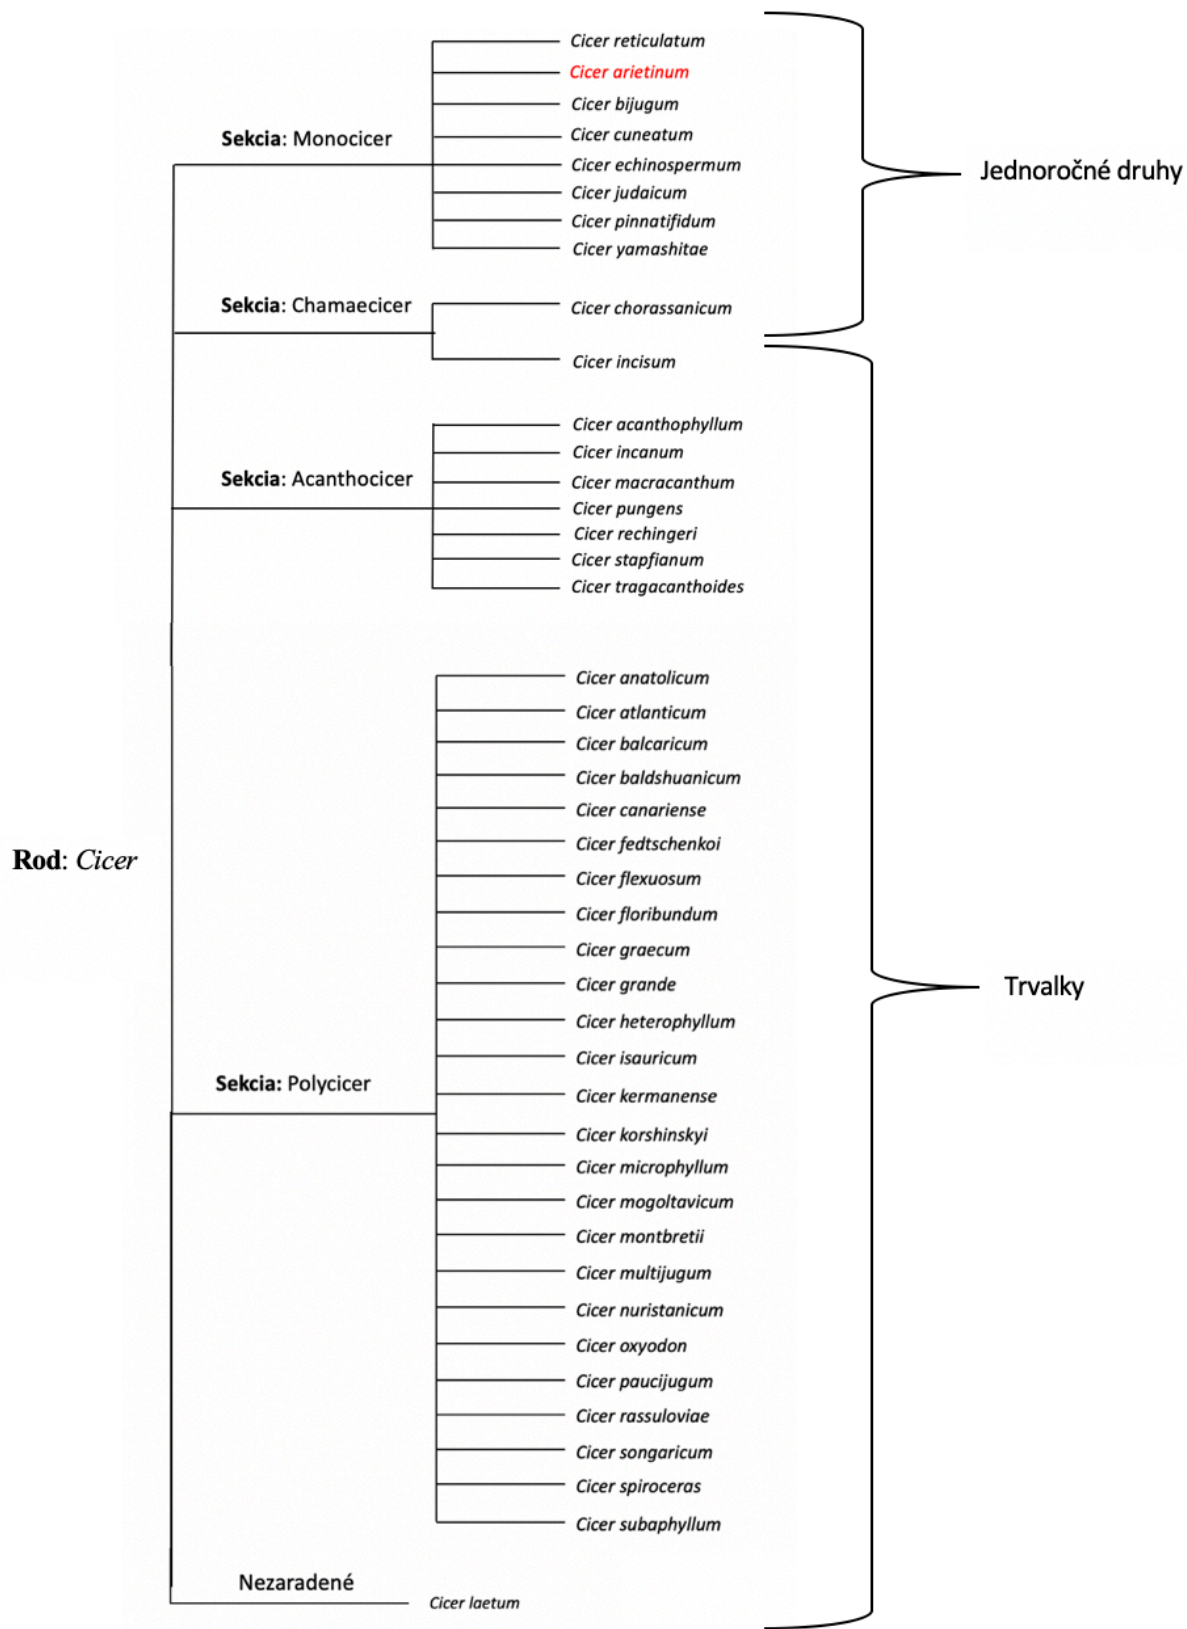 Cicer reticulatum
Cicer arietinum
Cicer bijugum
Sekcia: Monocicer
Cicer cuneatum
Cicer echinospermum
Jednoročné druhy
Cicer judaicum
Cicer pinnatifidum
Cicer yamashitae
Sekcia: Chamaecicer
Cicer chorassanicum
Cicer incisum
Cicer acanthophyllum
Cicer incanum
Sekcia: Acanthocicer
Cicer macracanthum
Cicer pungens
Cicer rechingeri
Cicer stapfianum
Cicer tragacanthoides
Cicer anatolicum
Cicer atlanticum
Cicer balcaricum
Cicer baldshuanicum
Cicer canariense
Cicer fedtschenkoi
Rod: Cicer
Cicer flexuosum
Cicer floribundum
Cicer graecum
Cicer grande
Trvalky
Cicer heterophyllum
Cicer isauricum
Sekcia: Polycicer
Cicer kermanense
Cicer korshinskyi
Cicer microphyllum
Cicer mogoltavicum
Cicer montbretii
Cicer multijugum
Cicer nuristanicum
Cicer oxyodon
Cicer paucijugum
Cicer rassuloviae
Cicer songaricum
Cicer spiroceras
Cicer subaphyllum
Nezaradené
Cicer laetum